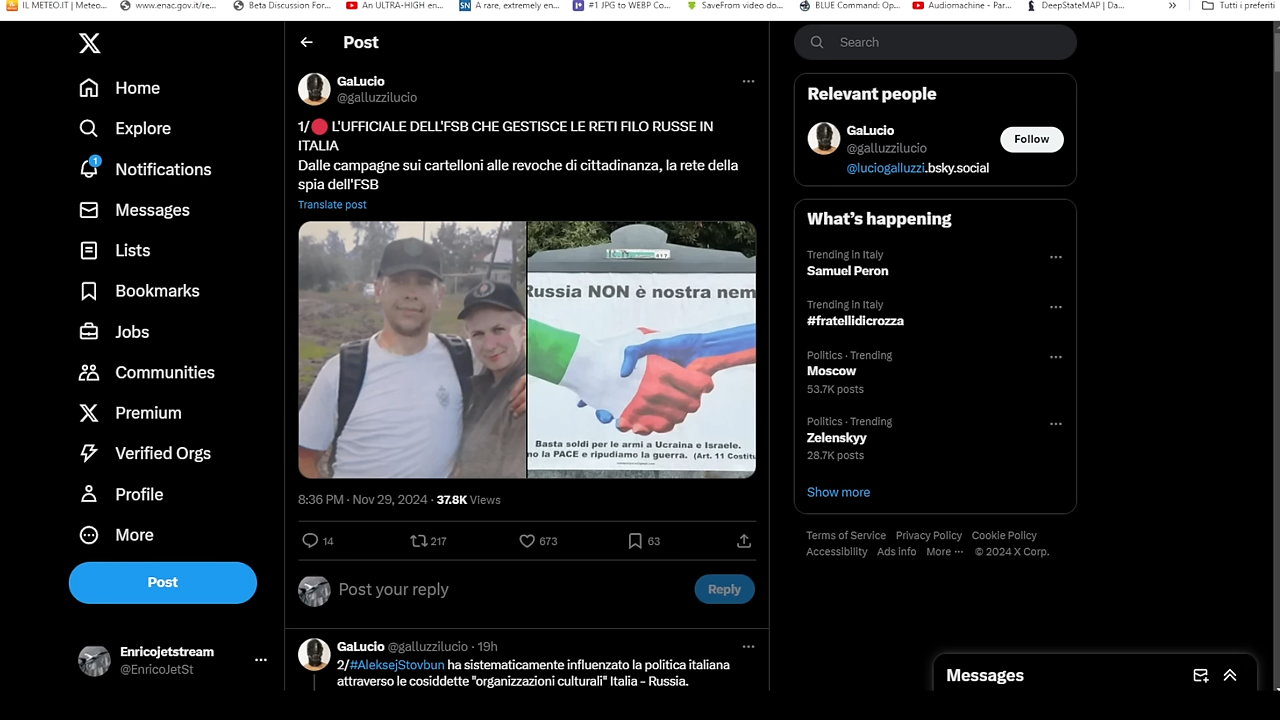 IL METEO.IT | Meteo...
www.enac.gov.it/re...
Beta Discussion For...
An ULTRA-HIGH en...
A rare, extremely en...
#1 JPG to WEBP Co...
SaveFrom video do...
BLUE Command: Op...
Audiomachine - Par...
DeepStateMAP | Da...
»
Tutti i preferiti
Home
Explore
1
Notifications
Messages
Lists
Bookmarks
Jobs
Communities
Premium
Verified Orgs
Profile
More
Post
Enricojetstream
@EnricoJetSt
Post
GaLucio
@galluzzilucio
1/🔴 L'UFFICIALE DELL'FSB CHE GESTISCE LE RETI FILO RUSSE IN
ITALIA
Dalle campagne sui cartelloni alle revoche di cittadinanza, la rete della
spia dell'FSB
Translate post
417
Russia NON è nostra nem
Basta soldi per le armi a Ucraina e Israele.
no la PACE e ripudiamo la guerra. (Art. 11 Costitu
8:36 PM · Nov 29, 2024 · 37.8K Views
14
217
673
63
Post your reply
Reply
GaLucio @galluzzilucio · 19h
2/#AleksejStovbun ha sistematicamente influenzato la politica italiana
attraverso le cosiddette "organizzazioni culturali" Italia - Russia.
Search
Relevant people
GaLucio
@galluzzilucio
Follow
@luciogalluzzi.bsky.social
What's happening
Trending in Italy
Samuel Peron
Trending in Italy
#fratellidicrozza
Politics · Trending
Moscow
53.7K posts
Politics · Trending
Zelenskyy
28.7K posts
Show more
Terms of Service Privacy Policy Cookie Policy
Accessibility Ads info More ··· © 2024 X Corp.
Messages